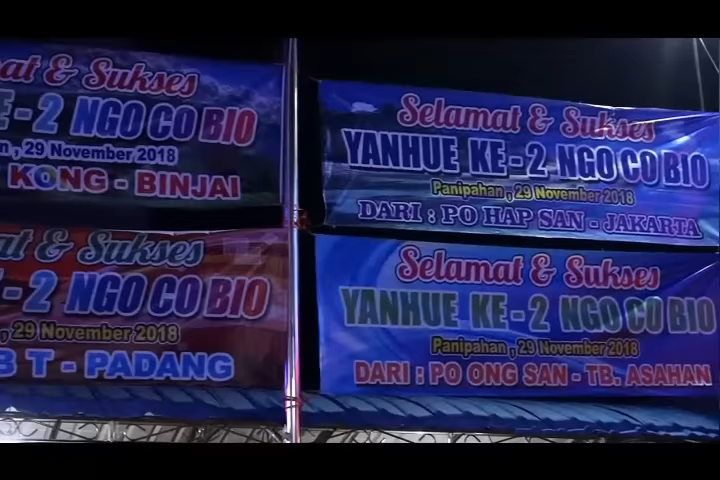 Selamat & Sukses
KE - 2 NGO CO BIO
, 29 November 2018
KONG - BINJAI
Selamat & Sukses
YANHUE KE - 2 NGO CO BIO
Panipahan , 29 November 2018
DARI : PO HAP SAN - JAKARTA
& Sukses
- 2 NGO CO BIO
, 29 November 2018
T - PADANG
Selamat & Sukses
YANHUE KE - 2 NGO CO BIO
Panipahan , 29 November 2018
DARI : PO ONG SAN - TB. ASAHAN